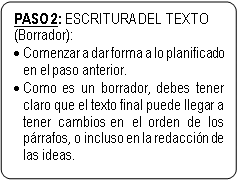 PASO 2: ESCRITURA DEL TEXTO
(Borrador):
• Comenzar a dar forma a lo planificado
en el paso anterior.
• Como es un borrador, debes tener
claro que el texto final puede llegar a
tener cambios en el orden de los
párrafos, o incluso en la redacción de
las ideas.